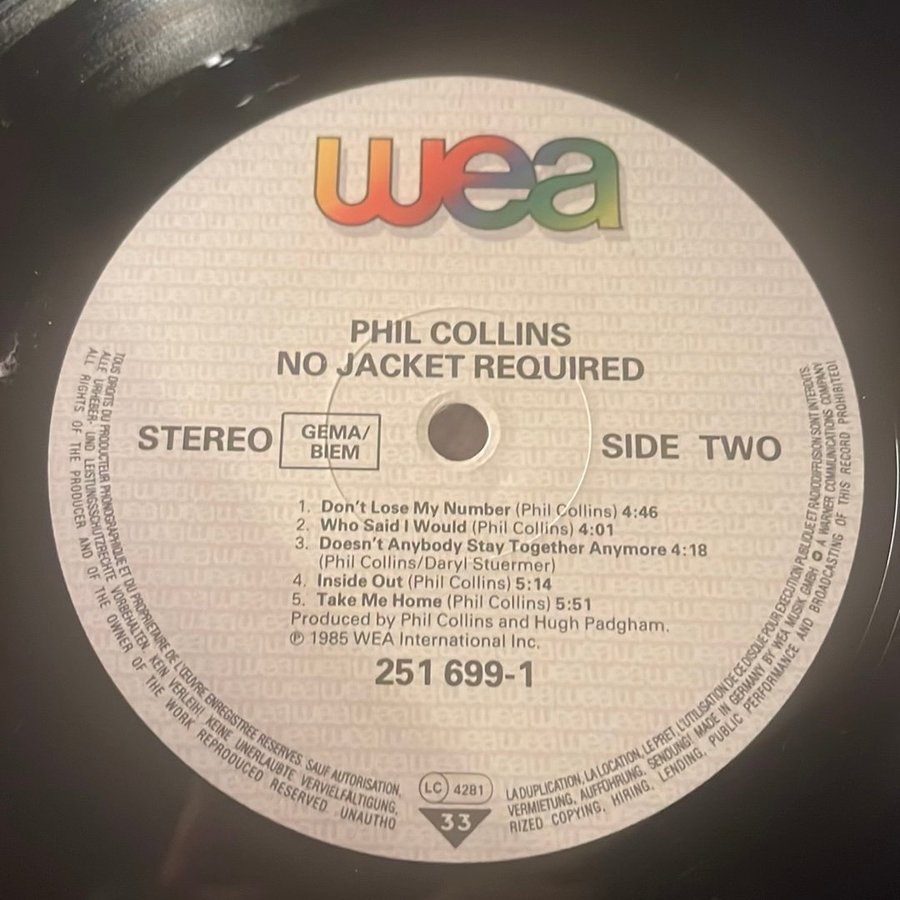 wea
PHIL COLLINS
NO JACKET REQUIRED
STEREO
GEMA/
BIEM
SIDE TWO
1. Don't Lose My Number (Phil Collins) 4:46
2. Who Said I Would (Phil Collins) 4:01
3. Doesn't Anybody Stay Together Anymore 4:18
(Phil Collins/Daryl Stuermer)
4. Inside Out (Phil Collins) 5:14
5. Take Me Home (Phil Collins) 5:51
Produced by Phil Collins and Hugh Padgham.
℗ 1985 WEA International Inc.
251 699-1
LC 4281
33
TOUS DROITS DU PRODUCTEUR PHONOGRAPHIQUE ET DU PROPRIETAIRE DE L'ŒUVRE ENREGISTREE RESERVES. SAUF AUTORISATION,
LA DUPLICATION, LA LOCATION, LE PRET, L'UTILISATION DE CE DISQUE POUR EXECUTION PUBLIQUE ET RADIODIFFUSION SONT INTERDITS.
ALLE URHEBER- UND LEISTUNGSSCHUTZRECHTE VORBEHALTEN. KEIN VERLEIH! KEINE UNERLAUBTE VERVIELFÄLTIGUNG,
VERMIETUNG, AUFFÜHRUNG, SENDUNG! MADE IN GERMANY BY WEA MUSIK GMBH A WARNER COMMUNICATIONS COMPANY
ALL RIGHTS OF THE PRODUCER AND OF THE OWNER OF THE WORK REPRODUCED RESERVED. UNAUTHO
RIZED COPYING, HIRING, LENDING, PUBLIC PERFORMANCE AND BROADCASTING OF THIS RECORD PROHIBITED!